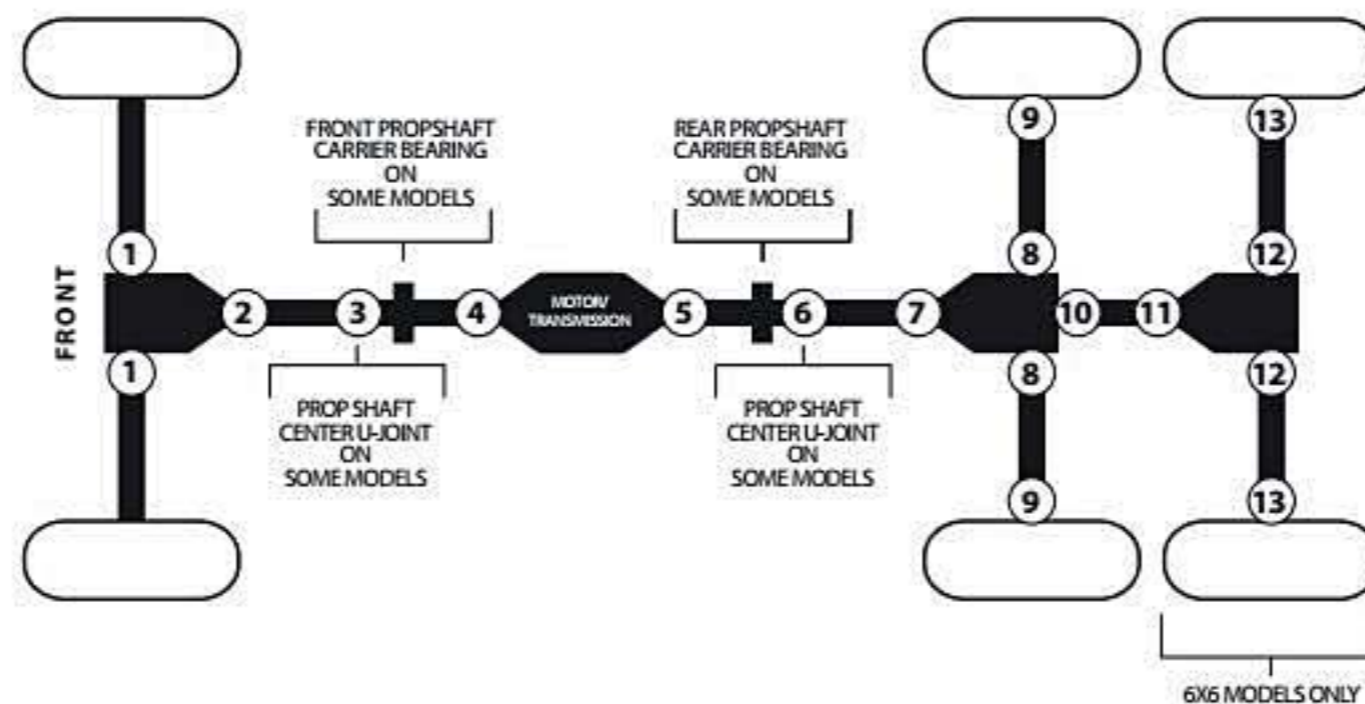 9
13
FRONT PROPSHAFT
CARRIER BEARING
ON
SOME MODELS
REAR PROPSHAFT
CARRIER BEARING
ON
SOME MODELS
1
8
12
FRONT
2
3
4
MOTOR/
TRANSMISSION
5
6
7
10
11
1
8
12
PROP SHAFT
CENTER U-JOINT
ON
SOME MODELS
PROP SHAFT
CENTER U-JOINT
ON
SOME MODELS
9
13
6X6 MODELS ONLY